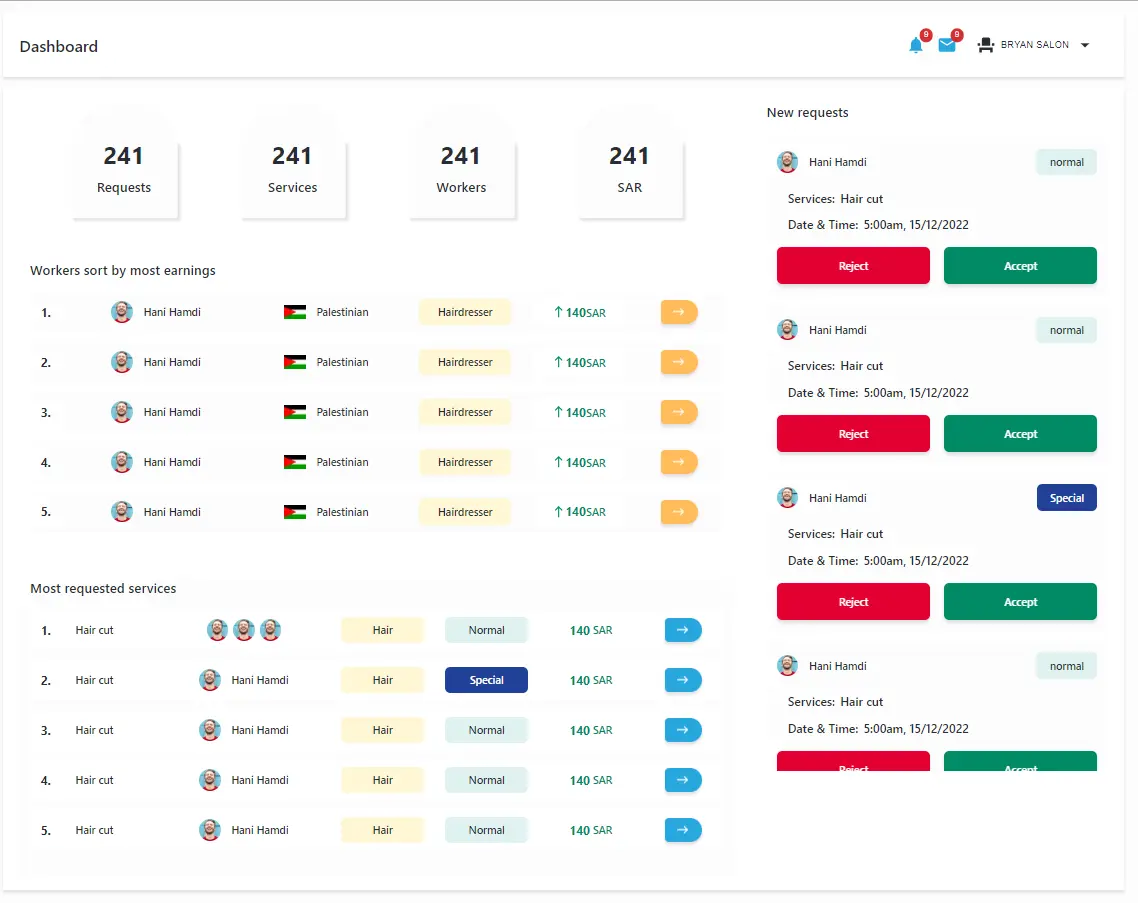 Dashboard
9
9
BRYAN SALON
241
241
241
241
Requests
Services
Workers
SAR
Workers sort by most earnings
1. Hani Hamdi Palestinian Hairdresser ↑ 140SAR →
2. Hani Hamdi Palestinian Hairdresser ↑ 140SAR →
3. Hani Hamdi Palestinian Hairdresser ↑ 140SAR →
4. Hani Hamdi Palestinian Hairdresser ↑ 140SAR →
5. Hani Hamdi Palestinian Hairdresser ↑ 140SAR →
Most requested services
1. Hair cut Hair Normal 140 SAR →
2. Hair cut Hani Hamdi Hair Special 140 SAR →
3. Hair cut Hani Hamdi Hair Normal 140 SAR →
4. Hair cut Hani Hamdi Hair Normal 140 SAR →
5. Hair cut Hani Hamdi Hair Normal 140 SAR →
New requests
Hani Hamdi normal
Services: Hair cut
Date & Time: 5:00am, 15/12/2022
Reject Accept
Hani Hamdi normal
Services: Hair cut
Date & Time: 5:00am, 15/12/2022
Reject Accept
Hani Hamdi Special
Services: Hair cut
Date & Time: 5:00am, 15/12/2022
Reject Accept
Hani Hamdi normal
Services: Hair cut
Date & Time: 5:00am, 15/12/2022
Reject Accept